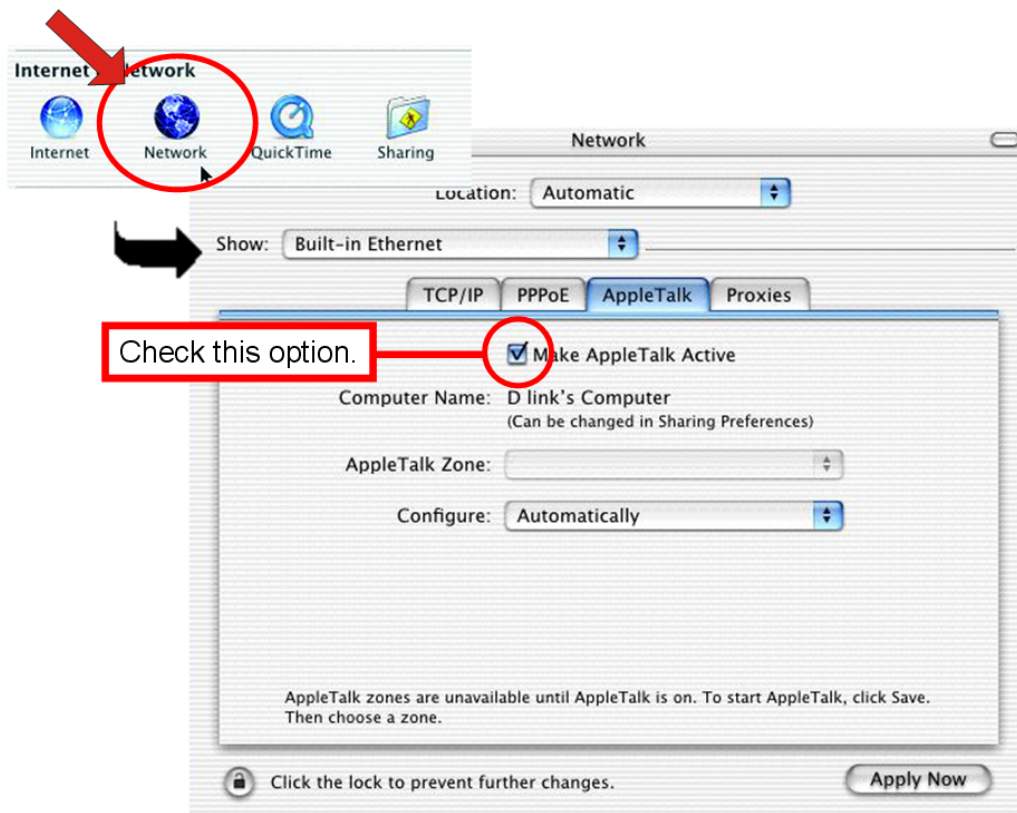 Internet & Network
Internet
Network
QuickTime
Sharing
Network
Location: Automatic
Show: Built-in Ethernet
TCP/IP
PPPoE
AppleTalk
Proxies
Check this option.
Make AppleTalk Active
Computer Name: D link's Computer
(Can be changed in Sharing Preferences)
AppleTalk Zone:
Configure: Automatically
AppleTalk zones are unavailable until AppleTalk is on. To start AppleTalk, click Save.
Then choose a zone.
Click the lock to prevent further changes.
Apply Now